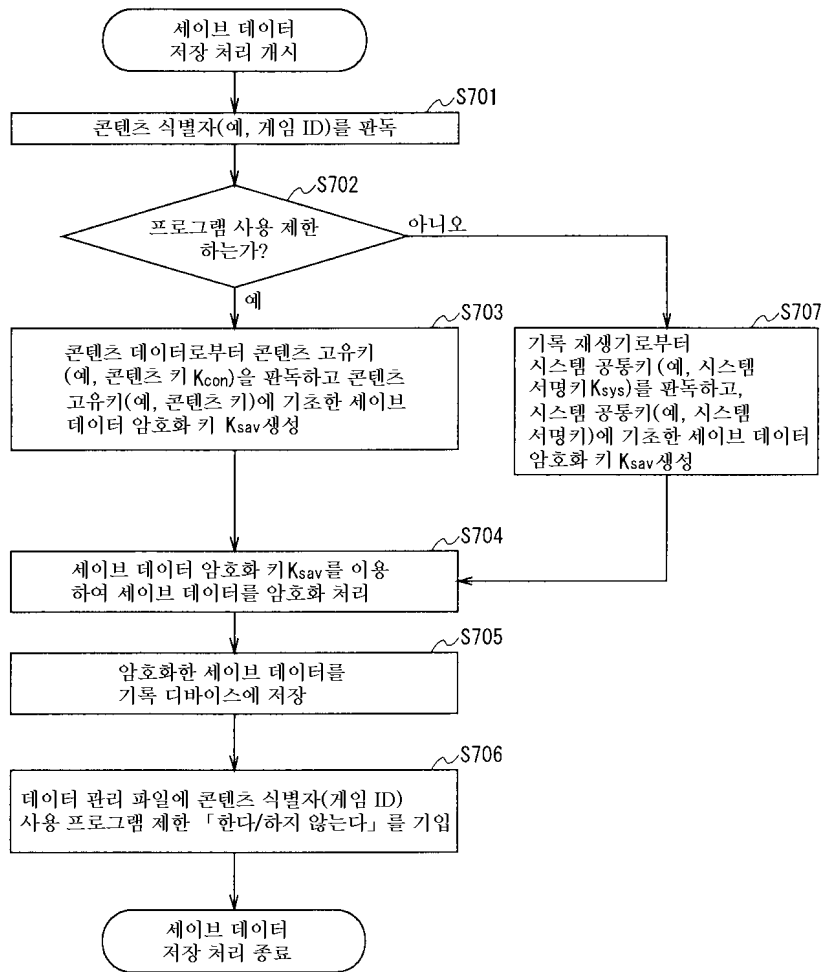 세이브 데이터
저장 처리 개시
S701
콘텐츠 식별자(예, 게임 ID)를 판독
S702
프로그램 사용 제한
하는가?
아니오
예
S703
콘텐츠 데이터로부터 콘텐츠 고유키
(예, 콘텐츠 키 Kcon)을 판독하고 콘텐츠
고유키(예, 콘텐츠 키)에 기초한 세이브
데이터 암호화 키 Ksav생성
S707
기록 재생기로부터
시스템 공통키(예, 시스템
서명키Ksys)를 판독하고,
시스템 공통키(예, 시스템
서명키)에 기초한 세이브 데이터
암호화 키 Ksav생성
S704
세이브 데이터 암호화 키Ksav를 이용
하여 세이브 데이터를 암호화 처리
S705
암호화한 세이브 데이터를
기록 디바이스에 저장
S706
데이터 관리 파일에 콘텐츠 식별자(게임 ID)
사용 프로그램 제한 「한다/하지 않는다」를 기입
세이브 데이터
저장 처리 종료